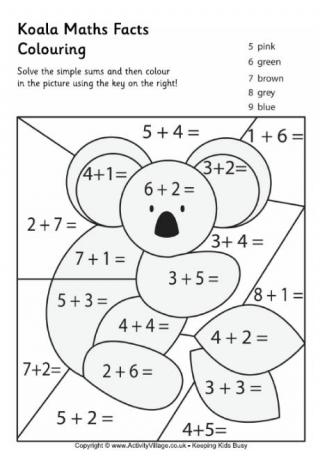 Koala Maths Facts
Colouring
Solve the simple sums and then colour
in the picture using the key on the right!
5 pink
6 green
7 brown
8 grey
9 blue
5 + 4 =
1 + 6 =
4+1=
3+2=
6 + 2 =
2 + 7 =
3+ 4 =
7 + 1 =
3 + 5 =
5 + 3 =
8 + 1 =
4 + 4 =
4 + 2 =
7+2=
2 + 6 =
3 + 3 =
5 + 2 =
4+5=
Copyright © www.ActivityVillage.co.uk - Keeping Kids Busy